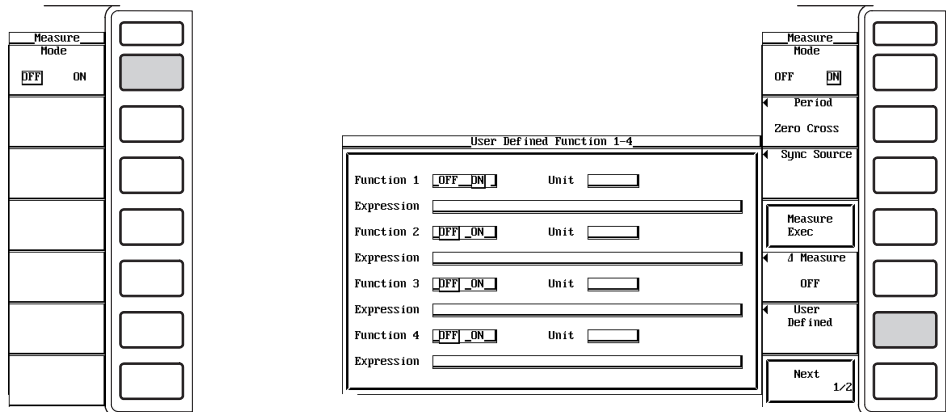 Measure
Mode
OFF ON
User Defined Function 1-4
Function 1 OFF ON Unit
Expression
Function 2 OFF ON Unit
Expression
Function 3 OFF ON Unit
Expression
Function 4 OFF ON Unit
Expression
Measure
Mode
OFF ON
Period
Zero Cross
Sync Source
Measure
Exec
Δ Measure
OFF
User
Defined
Next
1/2